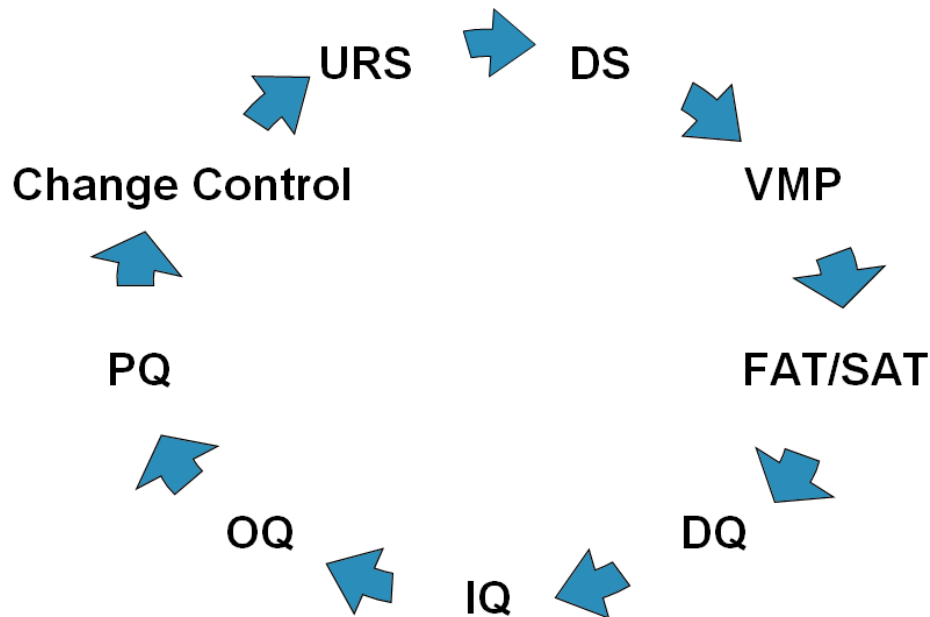 URS
DS
VMP
FAT/SAT
DQ
IQ
OQ
PQ
Change Control